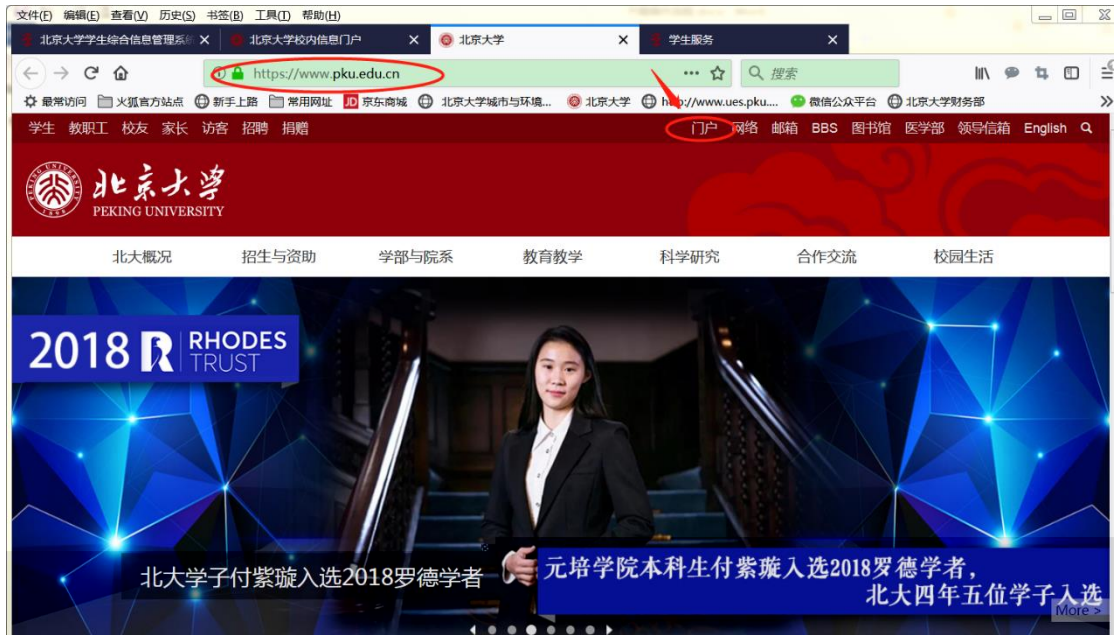 文件(F) 编辑(E) 查看(V) 历史(S) 书签(B) 工具(T) 帮助(H)
北京大学学生综合信息管理系统 北京大学校内信息门户 北京大学 学生服务
https://www.pku.edu.cn 搜索
最常访问 火狐官方站点 新手上路 常用网址 JD 京东商城 北京大学城市与环境... 北京大学 http://www.ues.pku.... 微信公众平台 北京大学财务部
学生 教职工 校友 家长 访客 招聘 捐赠 门户 网络 邮箱 BBS 图书馆 医学部 领导信箱 English
北京大学
PEKING UNIVERSITY
1898
北大概况 招生与资助 学部与院系 教育教学 科学研究 合作交流 校园生活
2018 R RHODES
TRUST
北大学子付紫璇入选2018罗德学者
元培学院本科生付紫璇入选2018罗德学者，
北大四年五位学子入选
More >